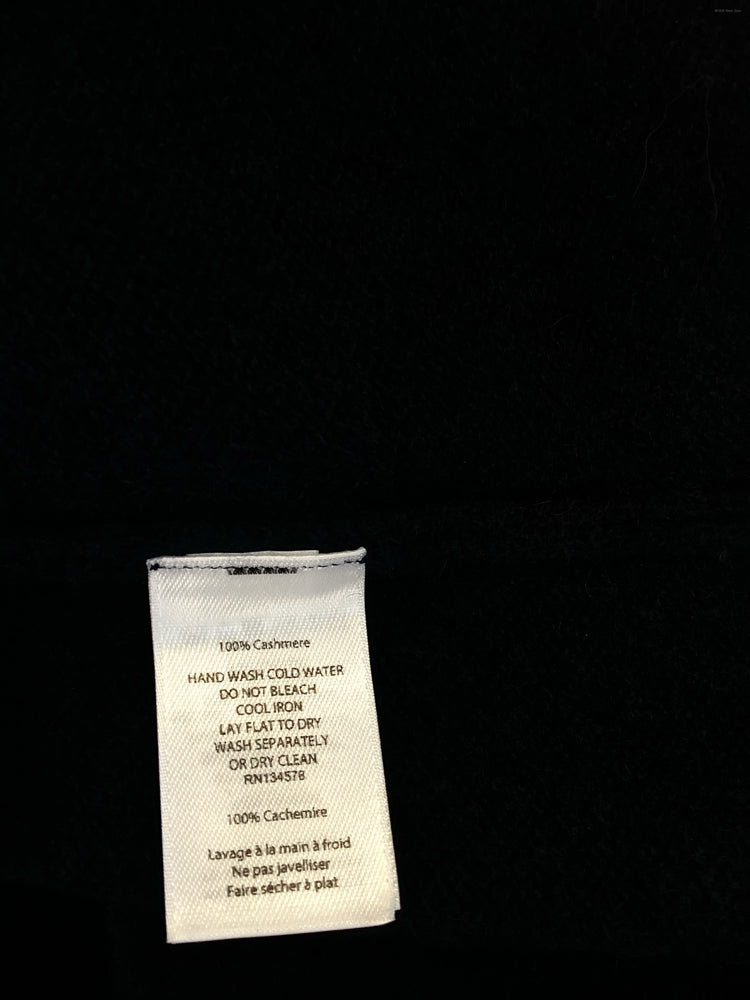 100% Cashmere
HAND WASH COLD WATER
DO NOT BLEACH
COOL IRON
LAY FLAT TO DRY
WASH SEPARATELY
OR DRY CLEAN
RN134578
100% Cachemire
Lavage à la main à froid
Ne pas javelliser
Faire sécher à plat